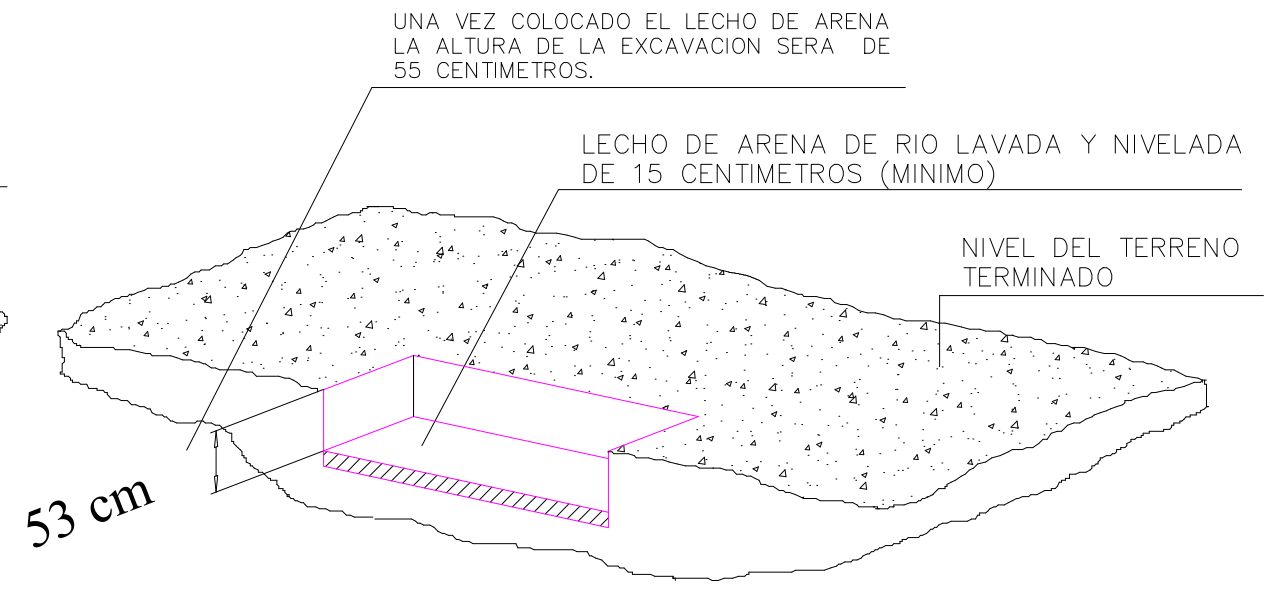 UNA VEZ COLOCADO EL LECHO DE ARENA
LA ALTURA DE LA EXCAVACION SERA DE
55 CENTIMETROS.
LECHO DE ARENA DE RIO LAVADA Y NIVELADA
DE 15 CENTIMETROS (MINIMO)
NIVEL DEL TERRENO
TERMINADO
53 cm